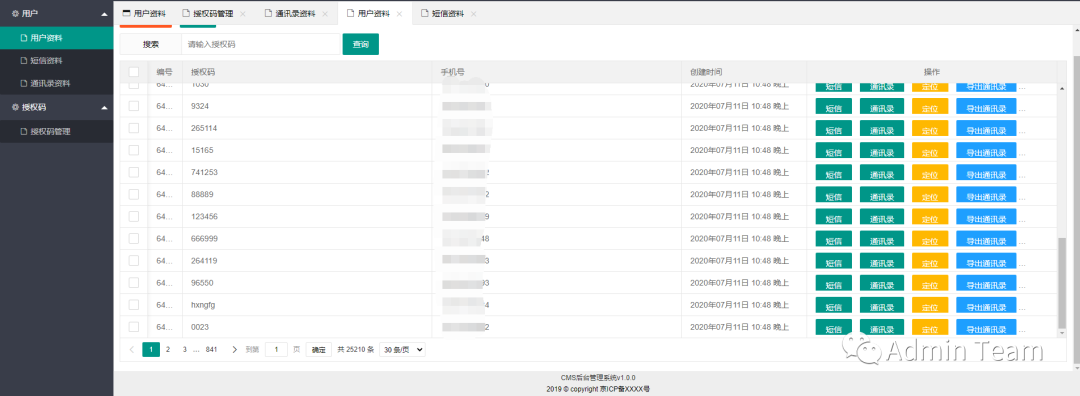 用户
用户资料
短信资料
通讯录资料
授权码
授权码管理
用户资料 授权码管理 通讯录资料 用户资料 短信资料
搜索 请输入授权码 查询
编号 授权码 手机号 创建时间 操作
64... 1030 0 2020年07月11日 10:48 晚上 短信 通讯录 定位 导出通讯录 ...
64... 9324 2020年07月11日 10:48 晚上 短信 通讯录 定位 导出通讯录 ...
64... 265114 2020年07月11日 10:48 晚上 短信 通讯录 定位 导出通讯录 ...
64... 15165 2020年07月11日 10:48 晚上 短信 通讯录 定位 导出通讯录 ...
64... 741253 2020年07月11日 10:48 晚上 短信 通讯录 定位 导出通讯录 ...
64... 88889 2 2020年07月11日 10:48 晚上 短信 通讯录 定位 导出通讯录 ...
64... 123456 9 2020年07月11日 10:48 晚上 短信 通讯录 定位 导出通讯录 ...
64... 666999 48 2020年07月11日 10:48 晚上 短信 通讯录 定位 导出通讯录 ...
64... 264119 3 2020年07月11日 10:48 晚上 短信 通讯录 定位 导出通讯录 ...
64... 96550 93 2020年07月11日 10:48 晚上 短信 通讯录 定位 导出通讯录 ...
64... hxngfg 4 2020年07月11日 10:48 晚上 短信 通讯录 定位 导出通讯录 ...
64... 0023 2 2020年07月11日 10:48 晚上 短信 通讯录 定位 导出通讯录 ...
1 2 3 ... 841 到第 1 页 确定 共 25210 条 30 条/页
Admin Team
CMS后台管理系统v1.0.0
2019 © copyright 京ICP备XXXX号